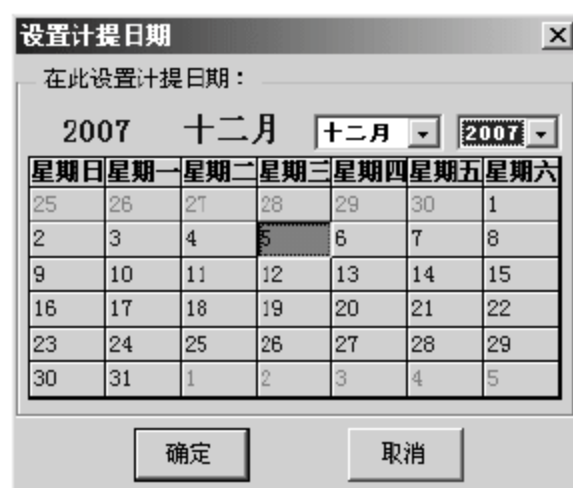 设置计提日期
在此设置计提日期：
2007 十二月 十二月 2007
星期日 星期一 星期二 星期三 星期四 星期五 星期六
25 26 27 28 29 30 1
2 3 4 5 6 7 8
9 10 11 12 13 14 15
16 17 18 19 20 21 22
23 24 25 26 27 28 29
30 31 1 2 3 4 5
确定 取消